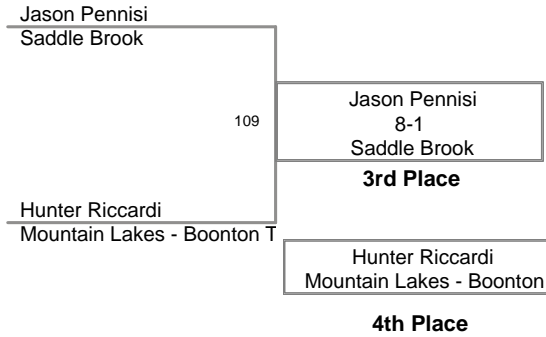 Jason Pennisi
Saddle Brook
109
Jason Pennisi
8-1
Saddle Brook
3rd Place
Hunter Riccardi
Mountain Lakes - Boonton T
Hunter Riccardi
Mountain Lakes - Boonton
4th Place